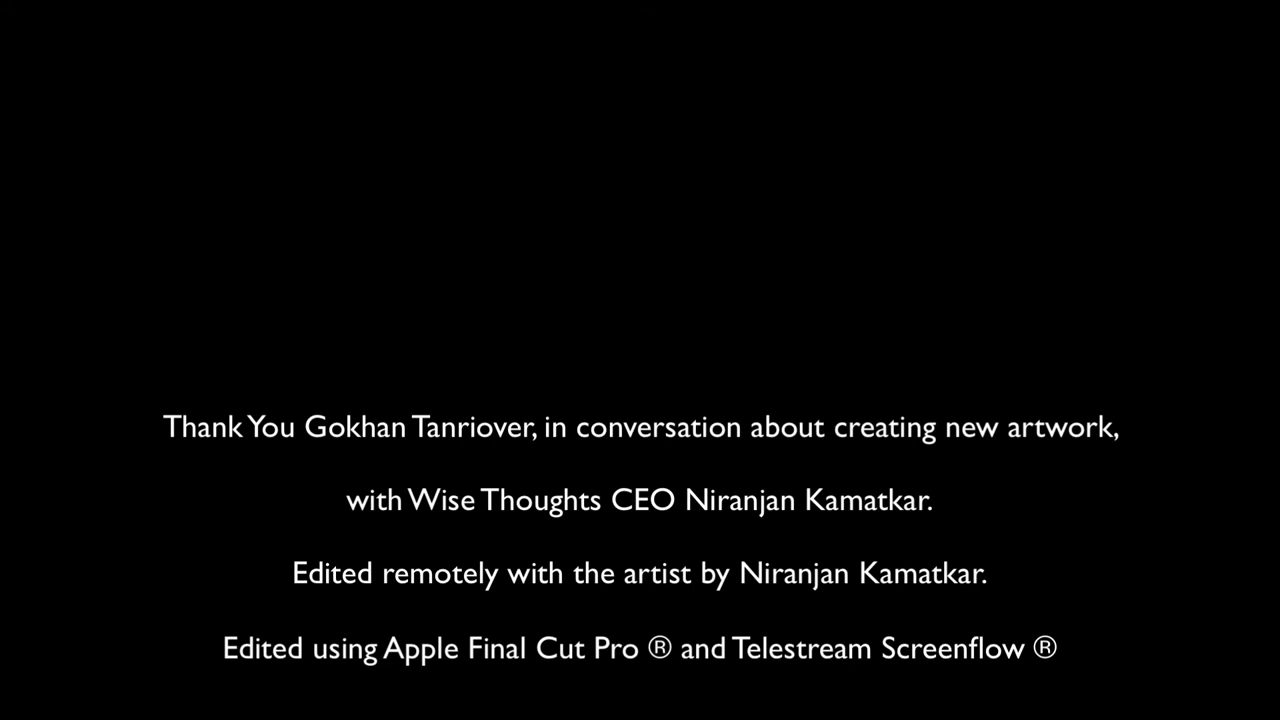 Thank You Gokhan Tanriover, in conversation about creating new artwork,
with Wise Thoughts CEO Niranjan Kamatkar.
Edited remotely with the artist by Niranjan Kamatkar.
Edited using Apple Final Cut Pro ® and Telestream Screenflow ®